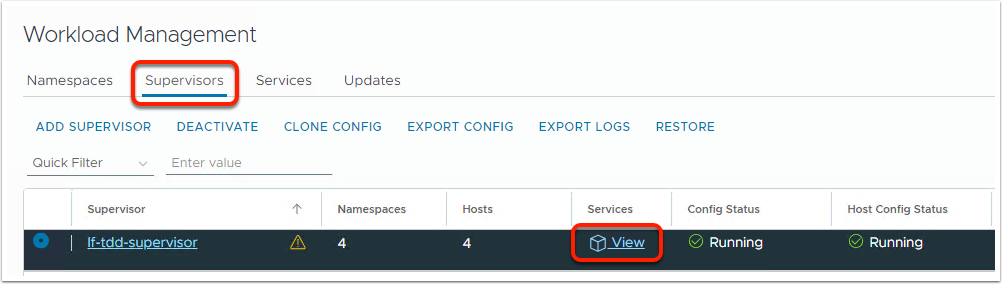 Workload Management
Namespaces Supervisors Services Updates
ADD SUPERVISOR DEACTIVATE CLONE CONFIG EXPORT CONFIG EXPORT LOGS RESTORE
Quick Filter Enter value
Supervisor Namespaces Hosts Services Config Status Host Config Status
lf-tdd-supervisor 4 4 View Running Running